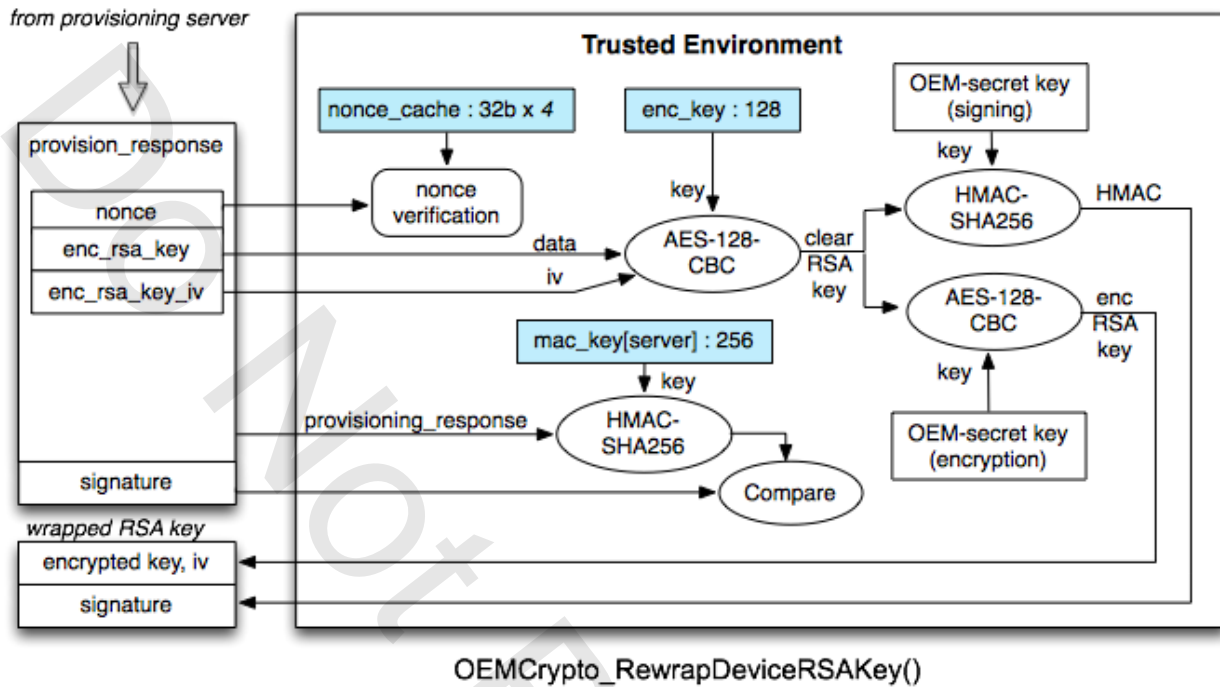 from provisioning server
Trusted Environment
provision_response
nonce
enc_rsa_key
enc_rsa_key_iv
signature
wrapped RSA key
encrypted key, iv
signature
nonce_cache : 32b x 4
nonce
verification
enc_key : 128
key
data
iv
AES-128-
CBC
clear
RSA
key
OEM-secret key
(signing)
key
HMAC-
SHA256
HMAC
AES-128-
CBC
enc
RSA
key
key
OEM-secret key
(encryption)
mac_key[server] : 256
key
provisioning_response
HMAC-
SHA256
Compare
OEMCrypto_RewrapDeviceRSAKey()
Do Not